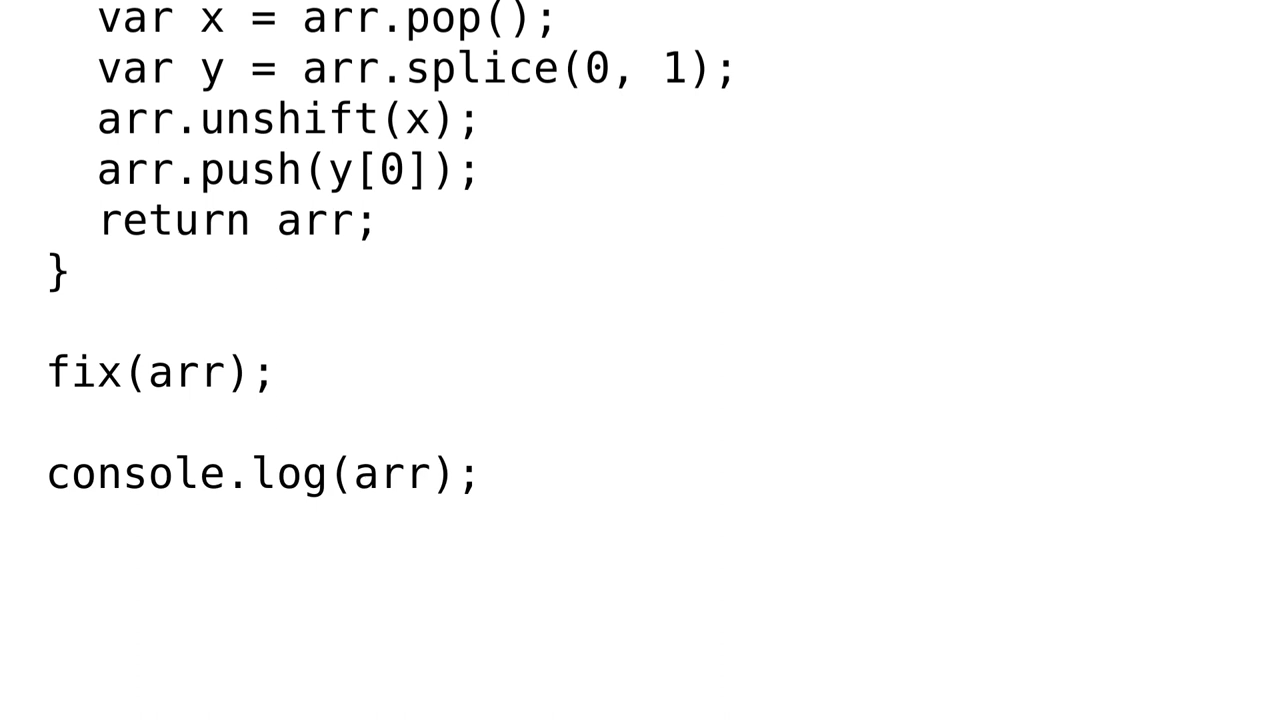 var x = arr.pop();
var y = arr.splice(0, 1);
arr.unshift(x);
arr.push(y[0]);
return arr;
}
fix(arr);
console.log(arr);